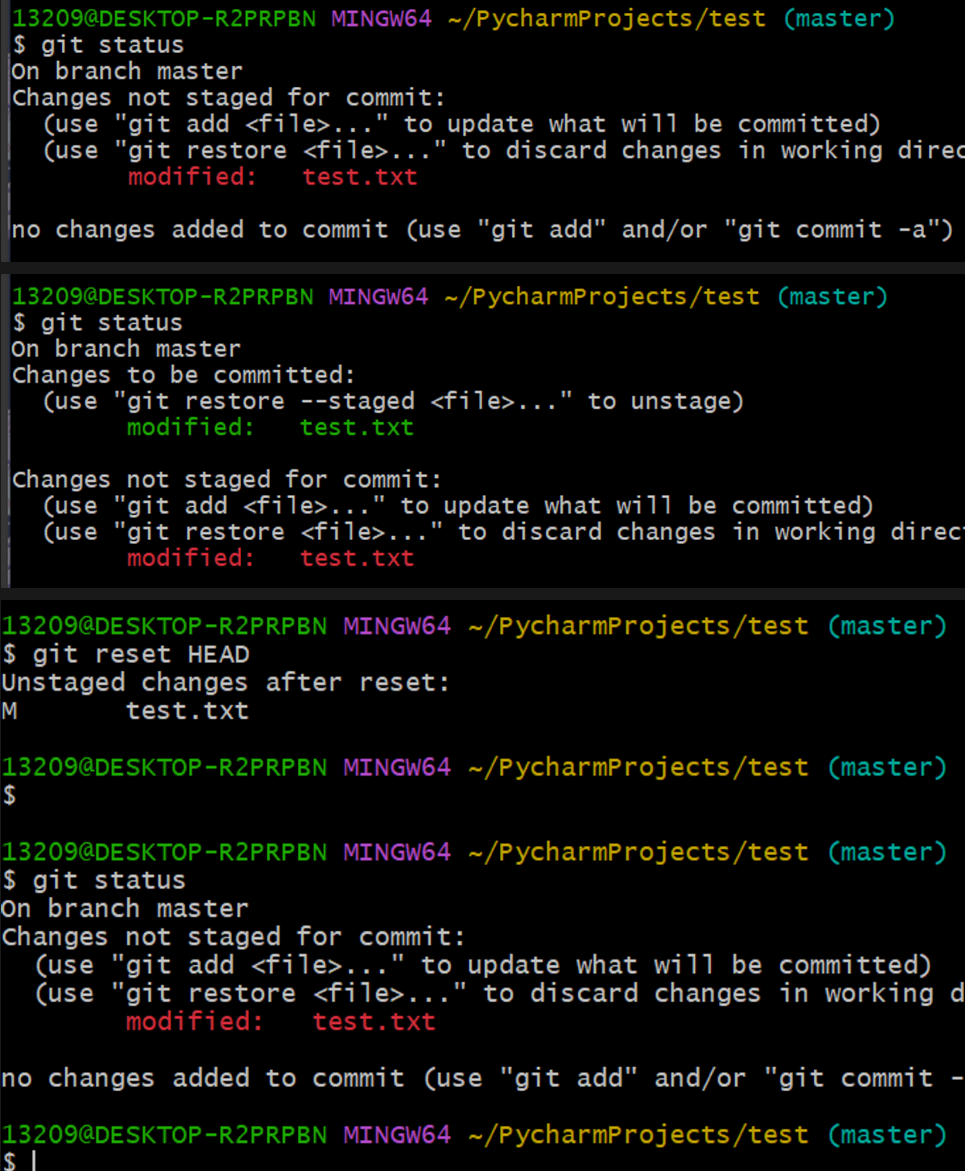 13209@DESKTOP-R2PRPBN MINGW64 ~/PycharmProjects/test (master)
$ git status
On branch master
Changes not staged for commit:
  (use "git add <file>..." to update what will be committed)
  (use "git restore <file>..." to discard changes in working direc
        modified:   test.txt

no changes added to commit (use "git add" and/or "git commit -a")

13209@DESKTOP-R2PRPBN MINGW64 ~/PycharmProjects/test (master)
$ git status
On branch master
Changes to be committed:
  (use "git restore --staged <file>..." to unstage)
        modified:   test.txt

Changes not staged for commit:
  (use "git add <file>..." to update what will be committed)
  (use "git restore <file>..." to discard changes in working direct
        modified:   test.txt

13209@DESKTOP-R2PRPBN MINGW64 ~/PycharmProjects/test (master)
$ git reset HEAD
Unstaged changes after reset:
M       test.txt

13209@DESKTOP-R2PRPBN MINGW64 ~/PycharmProjects/test (master)
$

13209@DESKTOP-R2PRPBN MINGW64 ~/PycharmProjects/test (master)
$ git status
On branch master
Changes not staged for commit:
  (use "git add <file>..." to update what will be committed)
  (use "git restore <file>..." to discard changes in working d
        modified:   test.txt

no changes added to commit (use "git add" and/or "git commit -

13209@DESKTOP-R2PRPBN MINGW64 ~/PycharmProjects/test (master)
$